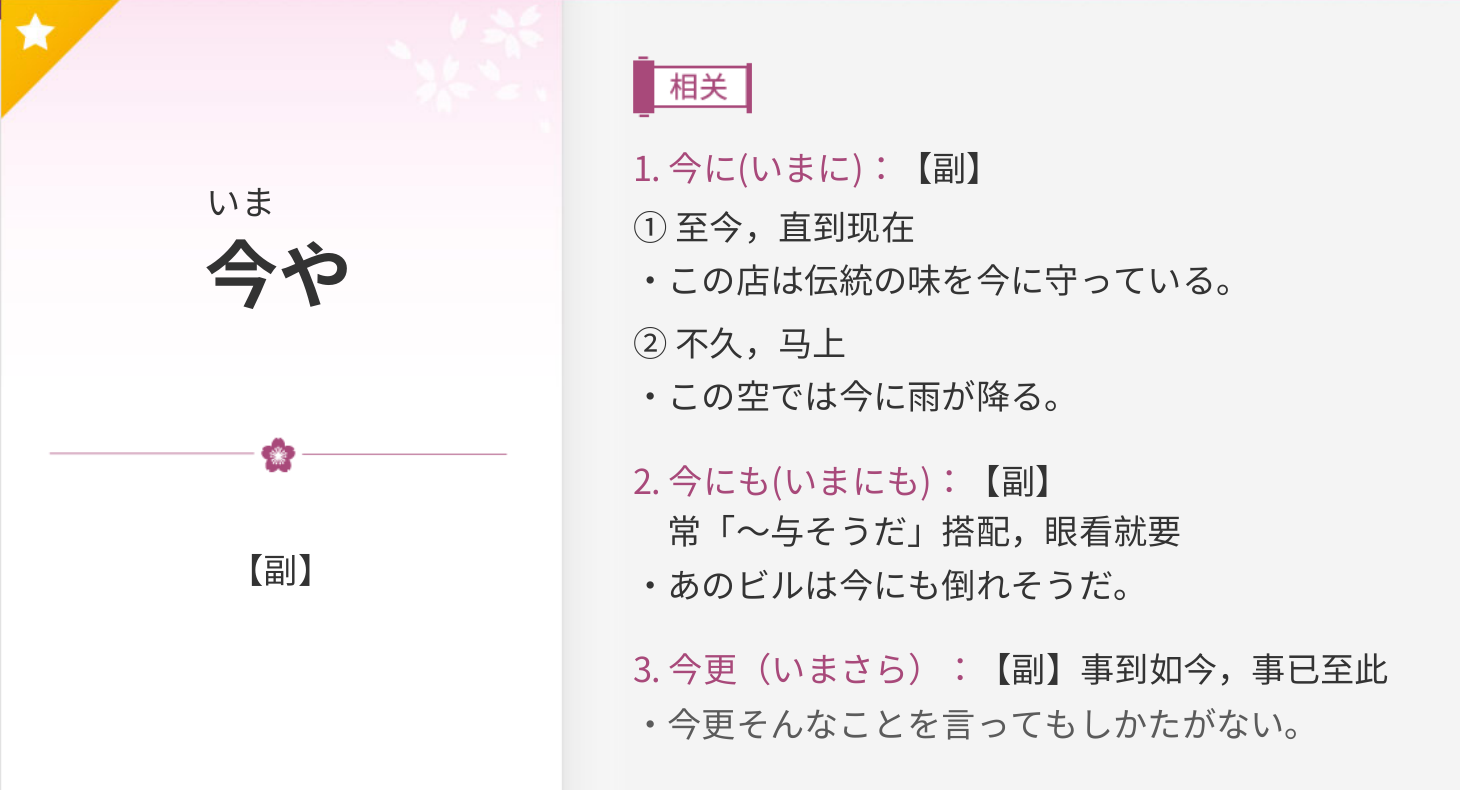 いま
今や
【副】
相关
1. 今に(いまに)：【副】
① 至今，直到现在
・この店は伝統の味を今に守っている。
② 不久，马上
・この空では今に雨が降る。
2. 今にも(いまにも)：【副】
常「～与そうだ」搭配，眼看就要
・あのビルは今にも倒れそうだ。
3. 今更（いまさら）：【副】事到如今，事已至此
・今更そんなことを言ってもしかたがない。